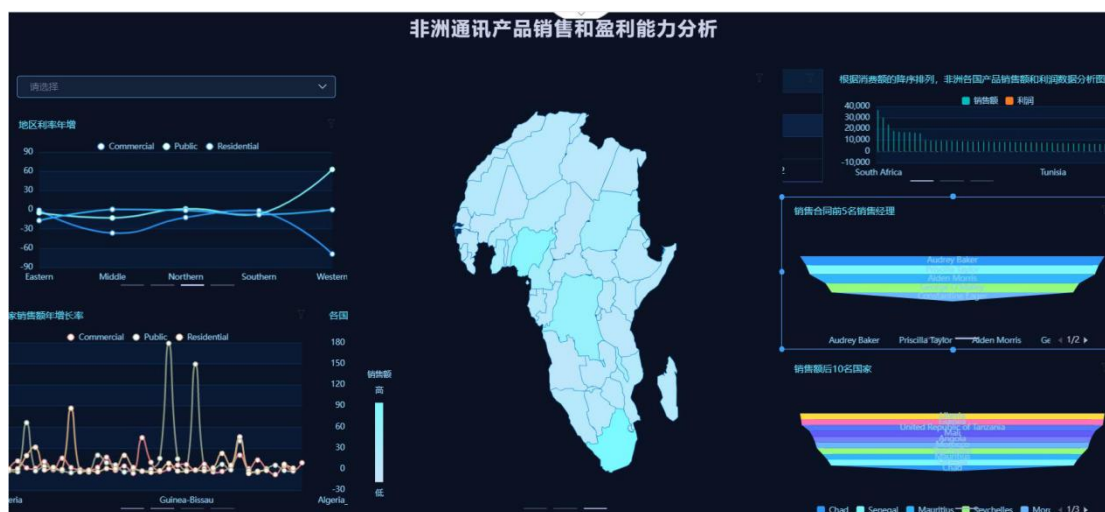 非洲通讯产品销售和盈利能力分析
请选择
地区利率年增
Commercial Public Residential
90
60
30
0
-30
-60
-90
Eastern Middle Northern Southern Western
家销售额年增长率
Commercial Public Residential
各国
180
150
120
90
60
30
0
-30
eria Guinea-Bissau Algeria
销售额
高
低
根据消费额的降序排列，非洲各国产品销售额和利润数据分析图
销售额 利润
40,000
30,000
20,000
10,000
0
-10,000
South Africa Tunisia
销售合同前5名销售经理
Audrey Baker
Aiden Morris
Audrey Baker Priscilla Taylor Aiden Morris Ge 1/2
销售额后10名国家
United Republic of Tanzania
Mali
Angola
Chad
Chad Senegal Mauritius Seychelles Moro 1/3